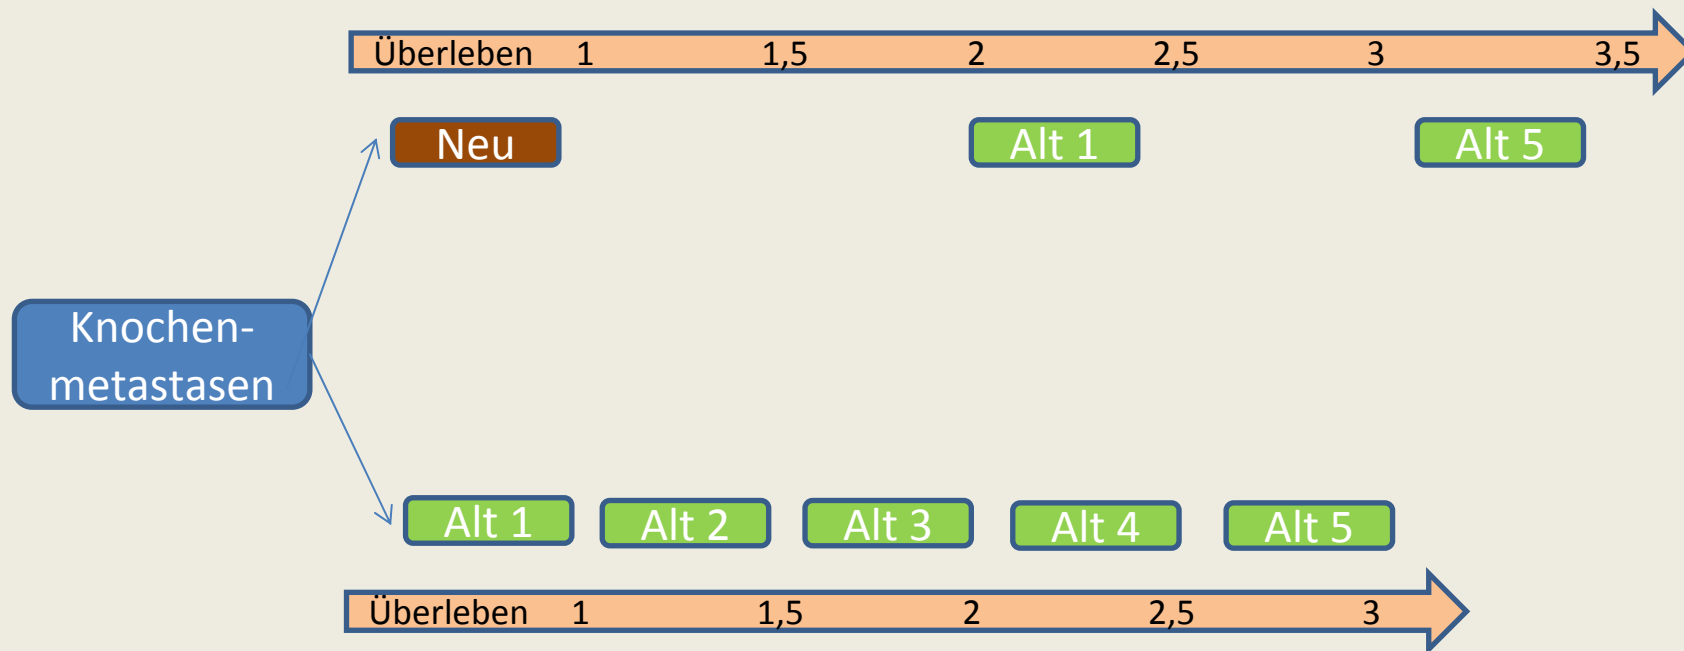 Überleben 1 1,5 2 2,5 3 3,5
Neu Alt 1 Alt 5
Knochen-
metastasen
Alt 1 Alt 2 Alt 3 Alt 4 Alt 5
Überleben 1 1,5 2 2,5 3